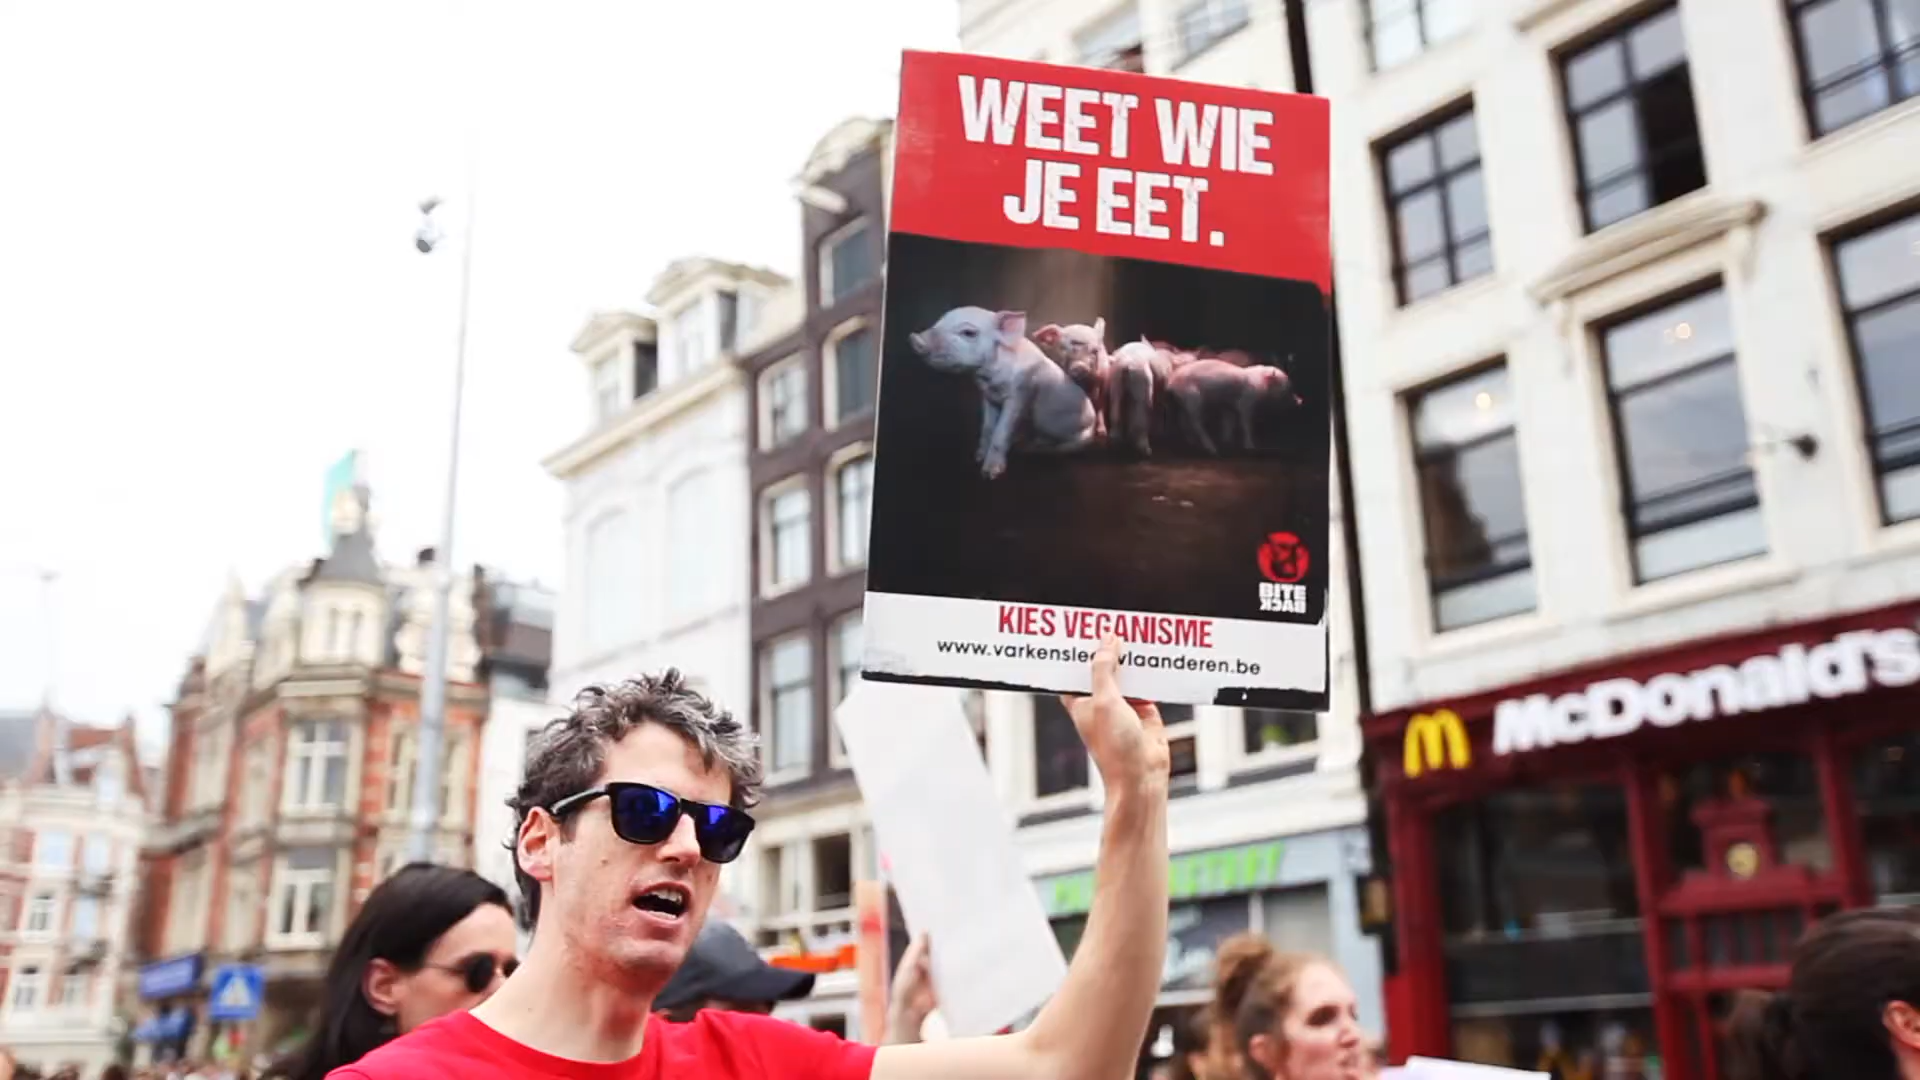 WEET WIE
JE EET.
BITE
BACK
KIES VEGANISME
McDonald's